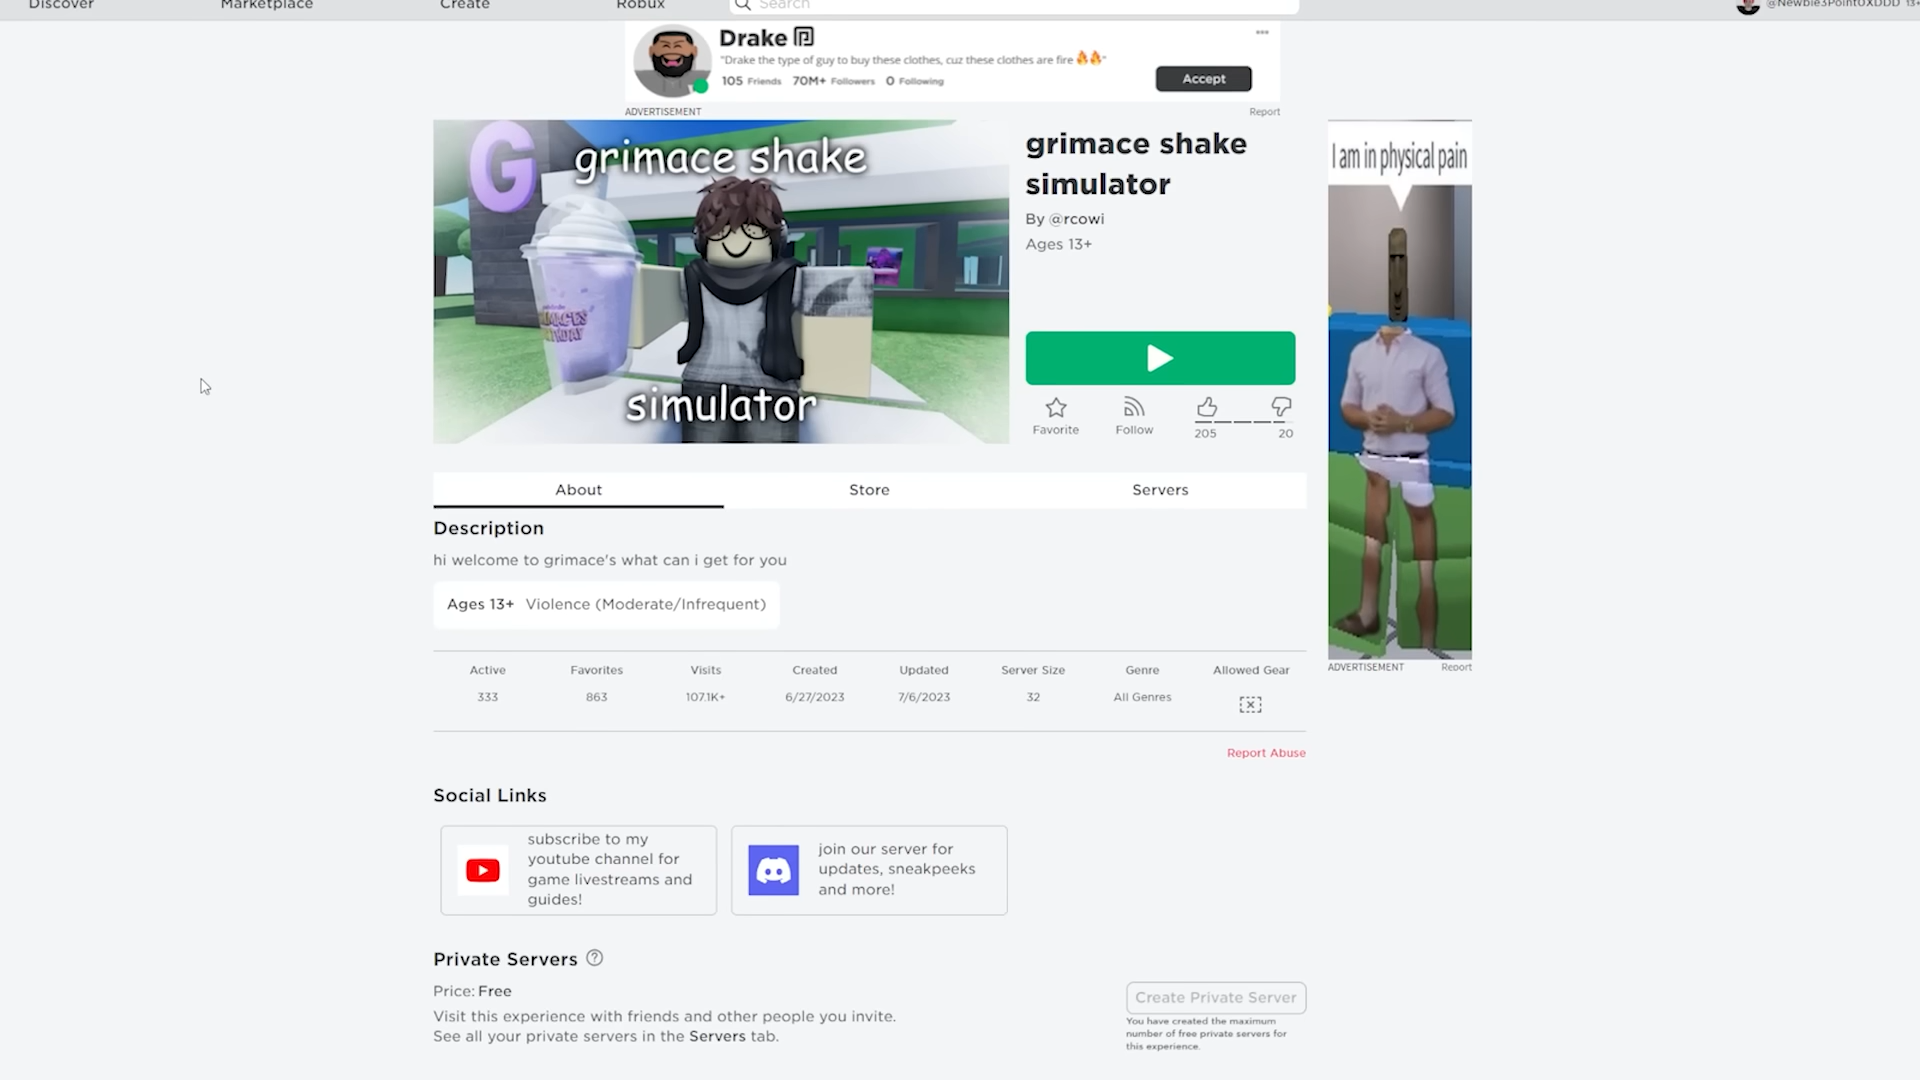 Discover
Marketplace
Create
Robux
Search
@Newbie3PointOXDDD 13+
Drake
"Drake the type of guy to buy these clothes, cuz these clothes are fire 🔥🔥"
105 Friends 70M+ Followers 0 Following
Accept
ADVERTISEMENT
Report
grimace shake
simulator
G
grimace shake
simulator
By @rcowi
Ages 13+
I am in physical pain
Favorite
Follow
205
20
About
Store
Servers
Description
hi welcome to grimace's what can i get for you
Ages 13+ Violence (Moderate/Infrequent)
Active Favorites Visits Created Updated Server Size Genre Allowed Gear
333 863 107.1K+ 6/27/2023 7/6/2023 32 All Genres
ADVERTISEMENT
Report
Report Abuse
Social Links
subscribe to my
youtube channel for
game livestreams and
guides!
join our server for
updates, sneakpeeks
and more!
Private Servers
Price: Free
Visit this experience with friends and other people you invite.
See all your private servers in the Servers tab.
Create Private Server
You have created the maximum
number of free private servers for
this experience.